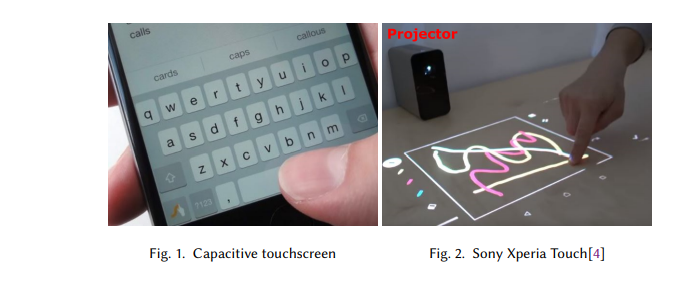 calls
cards
caps
callous
q w e r t y u i o p
a s d f g h j k l
z x c v b n m
?123 ,
Projector
Fig. 1. Capacitive touchscreen
Fig. 2. Sony Xperia Touch[4]